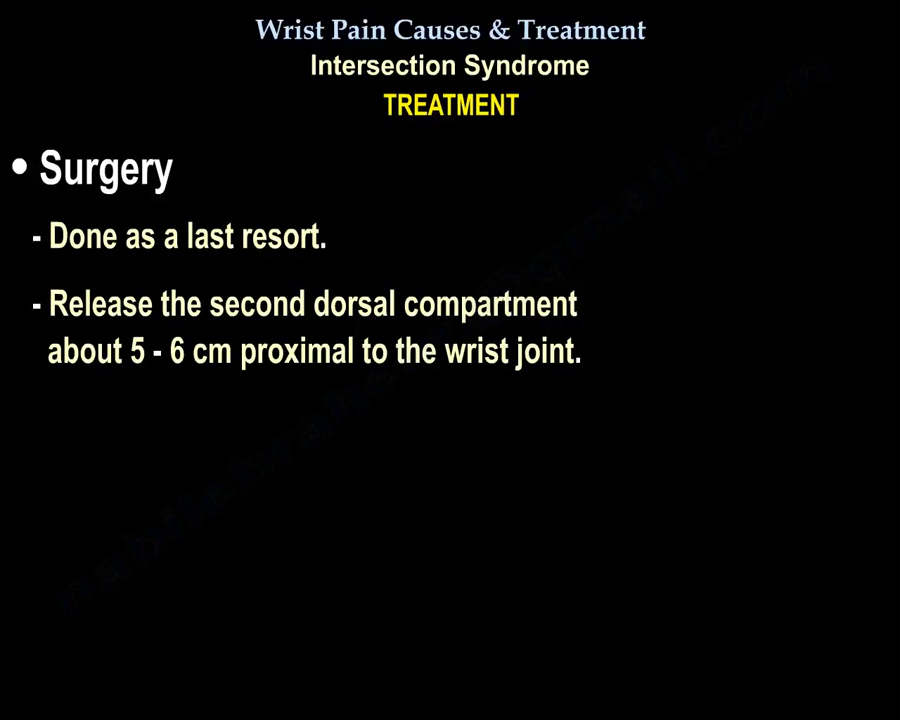 Wrist Pain Causes & Treatment
Intersection Syndrome
TREATMENT
• Surgery
- Done as a last resort.
- Release the second dorsal compartment
about 5 - 6 cm proximal to the wrist joint.